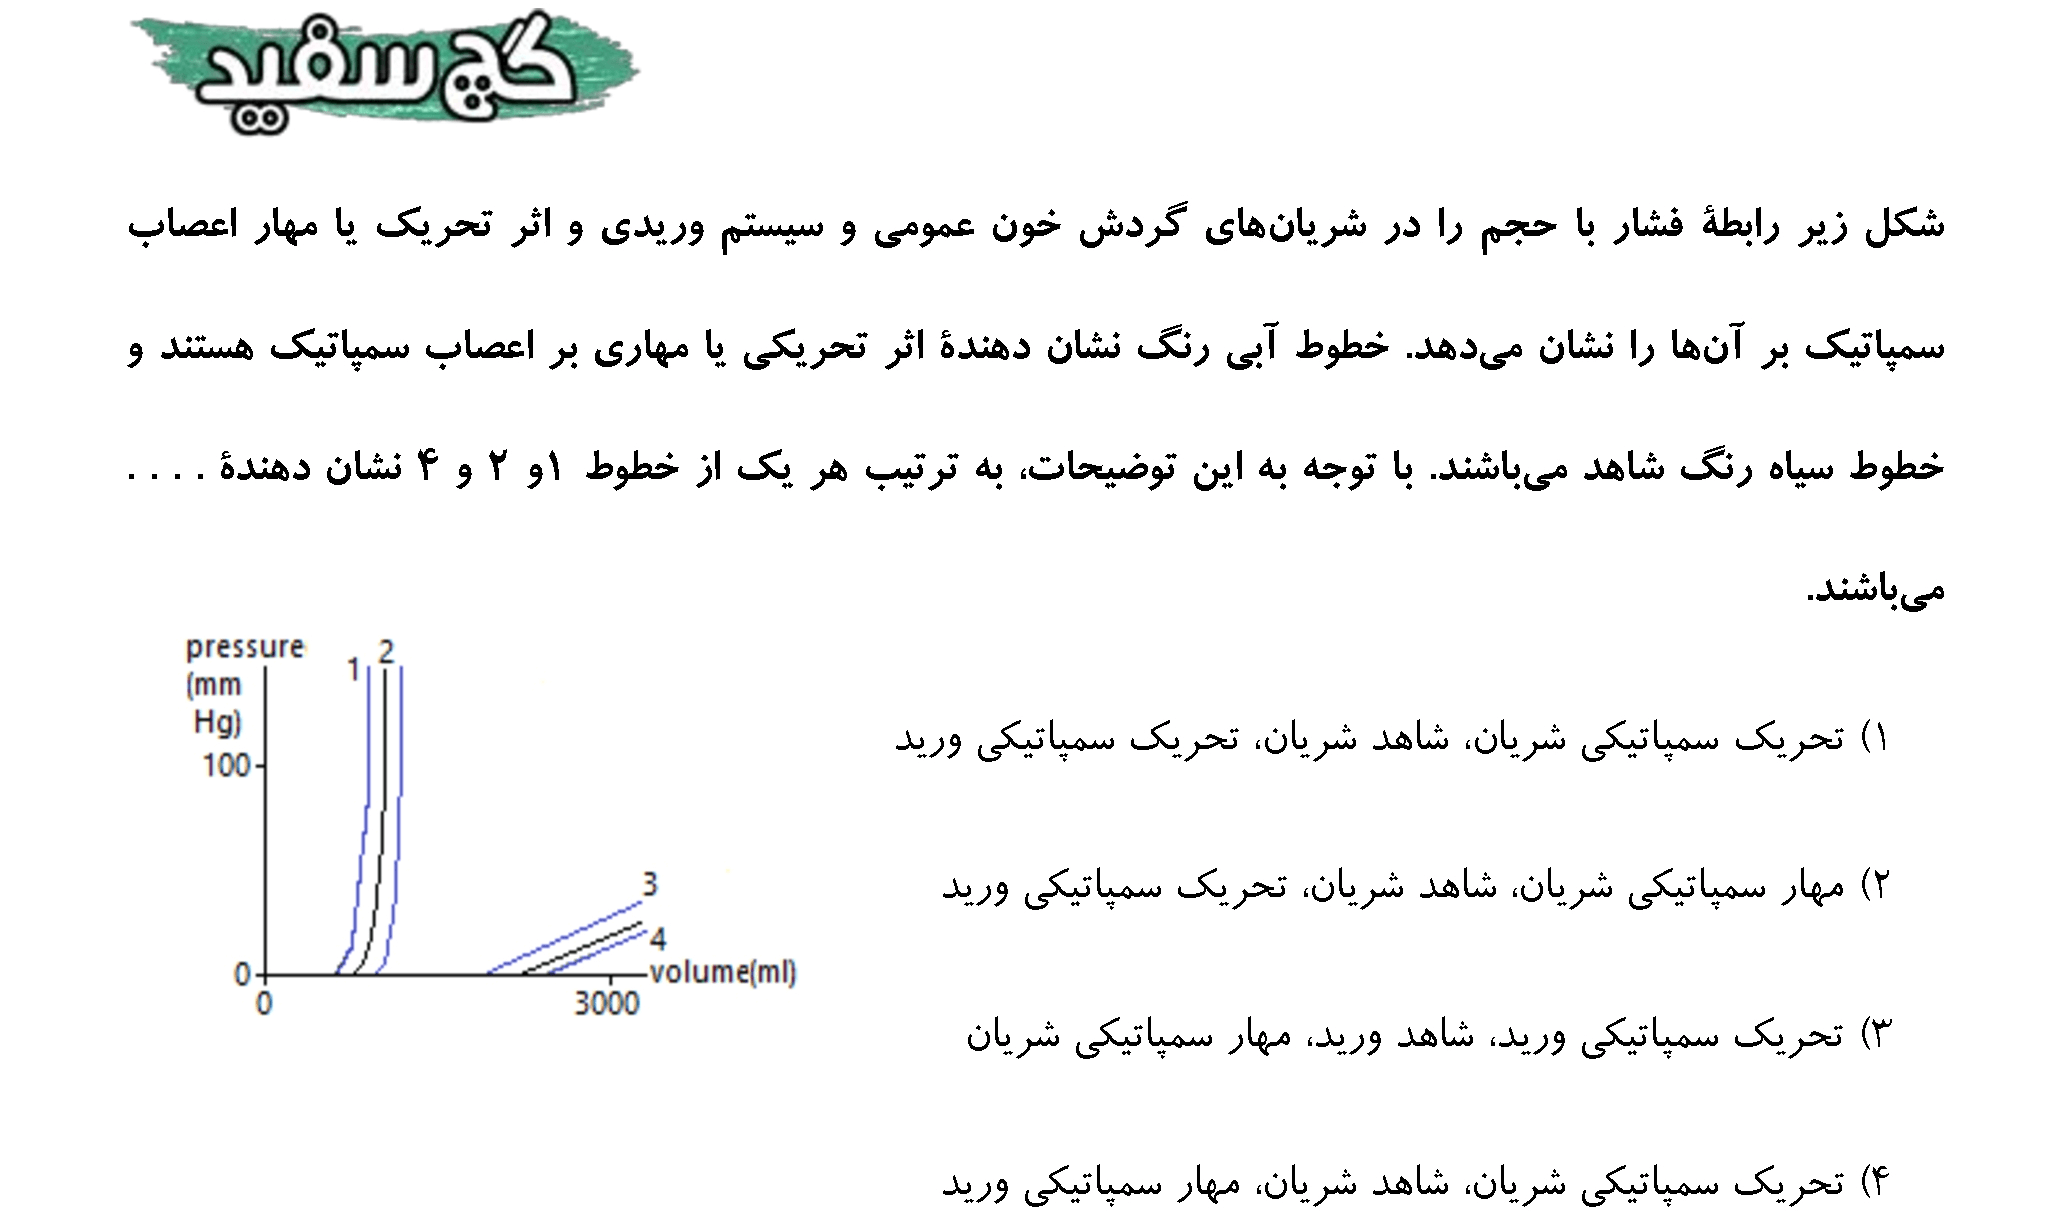 گچ سفید
شکل زیر رابطۀ فشار با حجم را در شریان‌های گردش خون عمومی و سیستم وریدی و اثر تحریک یا مهار اعصاب
سمپاتیک بر آن‌ها را نشان می‌دهد. خطوط آبی رنگ نشان دهندۀ اثر تحریکی یا مهاری بر اعصاب سمپاتیک هستند و
خطوط سیاه رنگ شاهد می‌باشند. با توجه به این توضیحات، به ترتیب هر یک از خطوط ۱و ۲ و ۴ نشان دهندۀ . . . .
می‌باشند.
pressure
(mm
Hg)
100
0
0
1
2
3
4
volume(ml)
3000
۱) تحریک سمپاتیکی شریان، شاهد شریان، تحریک سمپاتیکی ورید
۲) مهار سمپاتیکی شریان، شاهد شریان، تحریک سمپاتیکی ورید
۳) تحریک سمپاتیکی ورید، شاهد ورید، مهار سمپاتیکی شریان
۴) تحریک سمپاتیکی شریان، شاهد شریان، مهار سمپاتیکی ورید